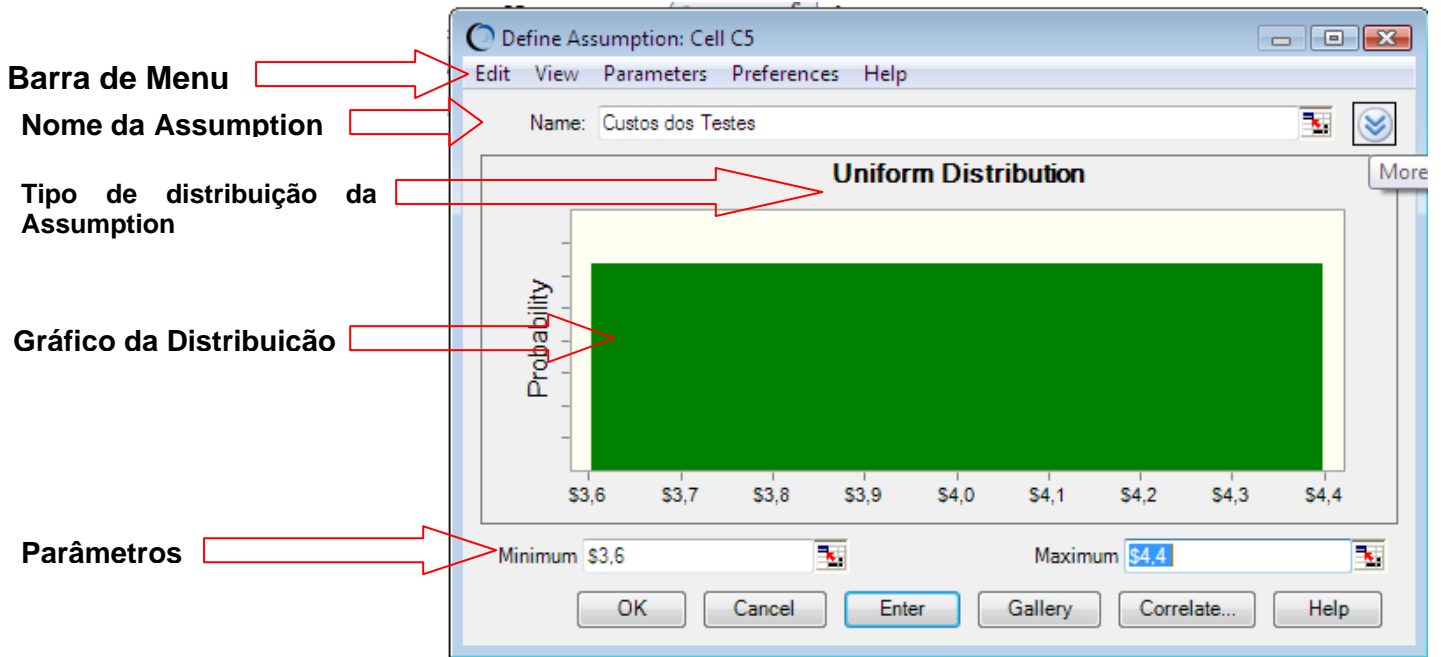 Define Assumption: Cell C5
Barra de Menu
Edit View Parameters Preferences Help
Nome da Assumption
Name: Custos dos Testes
More
Tipo de distribuição da
Assumption
Uniform Distribution
Gráfico da Distribuicão
Probability
$3,6 $3,7 $3,8 $3,9 $4,0 $4,1 $4,2 $4,3 $4,4
Parâmetros
Minimum $3,6 Maximum $4,4
OK Cancel Enter Gallery Correlate... Help